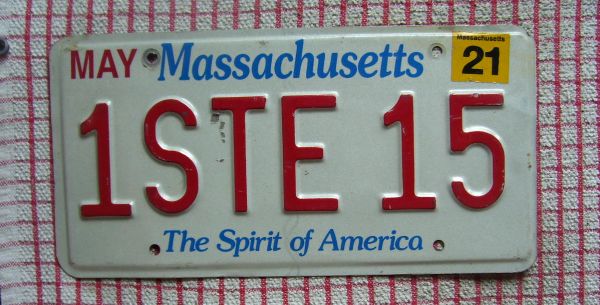 MAY Massachusetts
Massachusetts
21
1STE 15
The Spirit of America